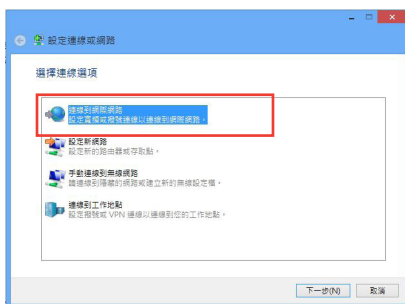 設定連線或網路
選擇連線選項
連線到網際網路
設定寬頻或撥號連線以連線到網際網路。
設定新網路
設定新的路由器或存取點。
手動連線到無線網路
請連線到隱藏的網路或建立新的無線設定檔。
連線到工作地點
設定撥號或 VPN 連線以連線到您的工作地點。
下一步(N)
取消